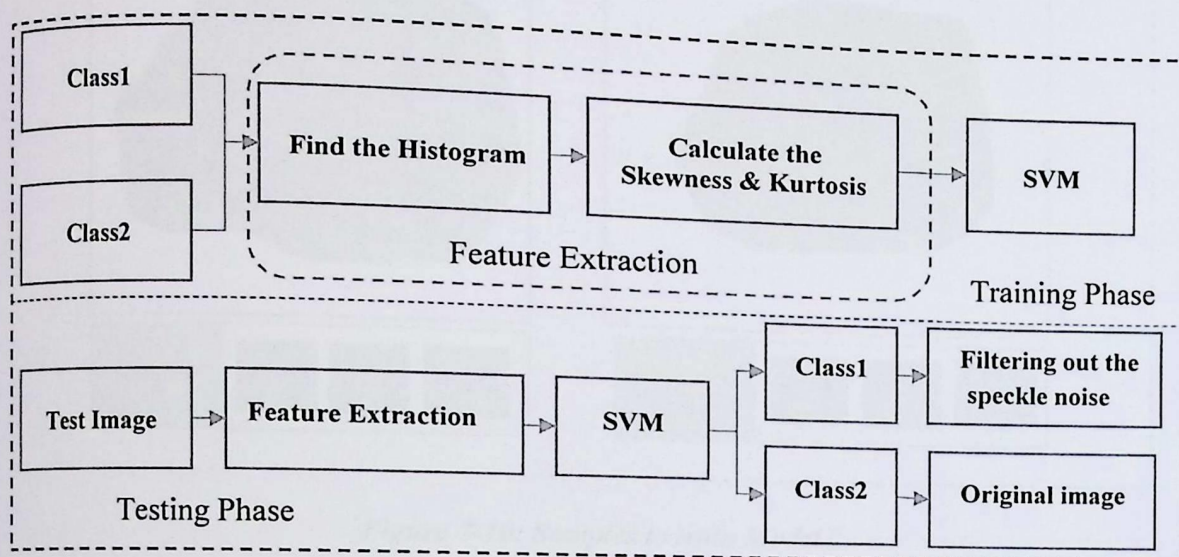 Class1
Class2
Find the Histogram
Calculate the
Skewness & Kurtosis
SVM
Feature Extraction
Training Phase
Test Image
Feature Extraction
SVM
Class1
Filtering out the
speckle noise
Class2
Original image
Testing Phase